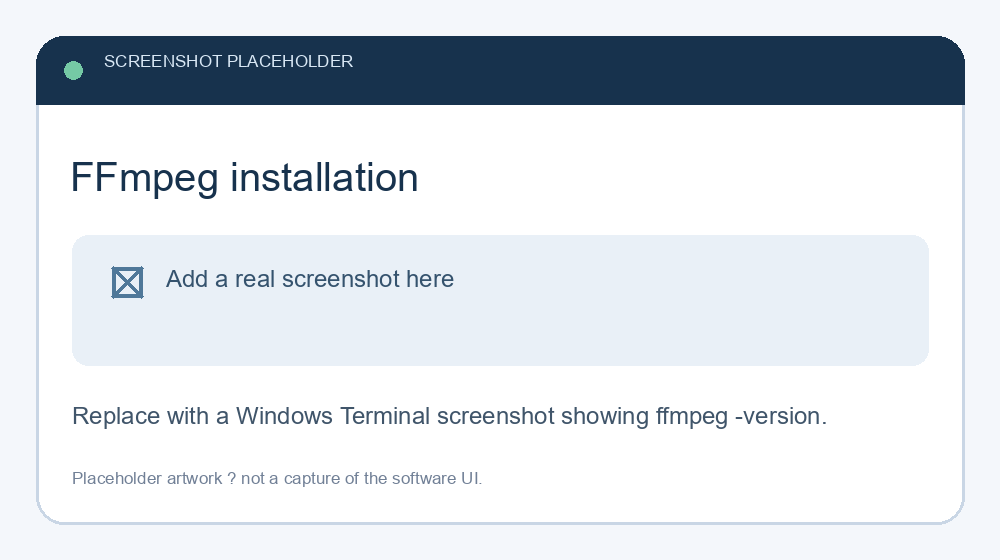 SCREENSHOT PLACEHOLDER
FFmpeg installation
Add a real screenshot here
Replace with a Windows Terminal screenshot showing ffmpeg -version.
Placeholder artwork ? not a capture of the software UI.